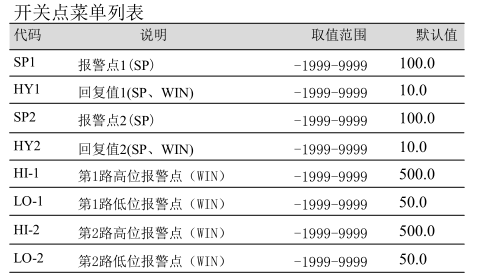 开关点菜单列表
代码 说明 取值范围 默认值
SP1 报警点1(SP) -1999-9999 100.0
HY1 回复值1(SP、WIN) -1999-9999 10.0
SP2 报警点2(SP) -1999-9999 100.0
HY2 回复值2(SP、WIN) -1999-9999 10.0
HI-1 第1路高位报警点（WIN） -1999-9999 500.0
LO-1 第1路低位报警点（WIN） -1999-9999 50.0
HI-2 第2路高位报警点（WIN） -1999-9999 500.0
LO-2 第2路低位报警点（WIN） -1999-9999 50.0